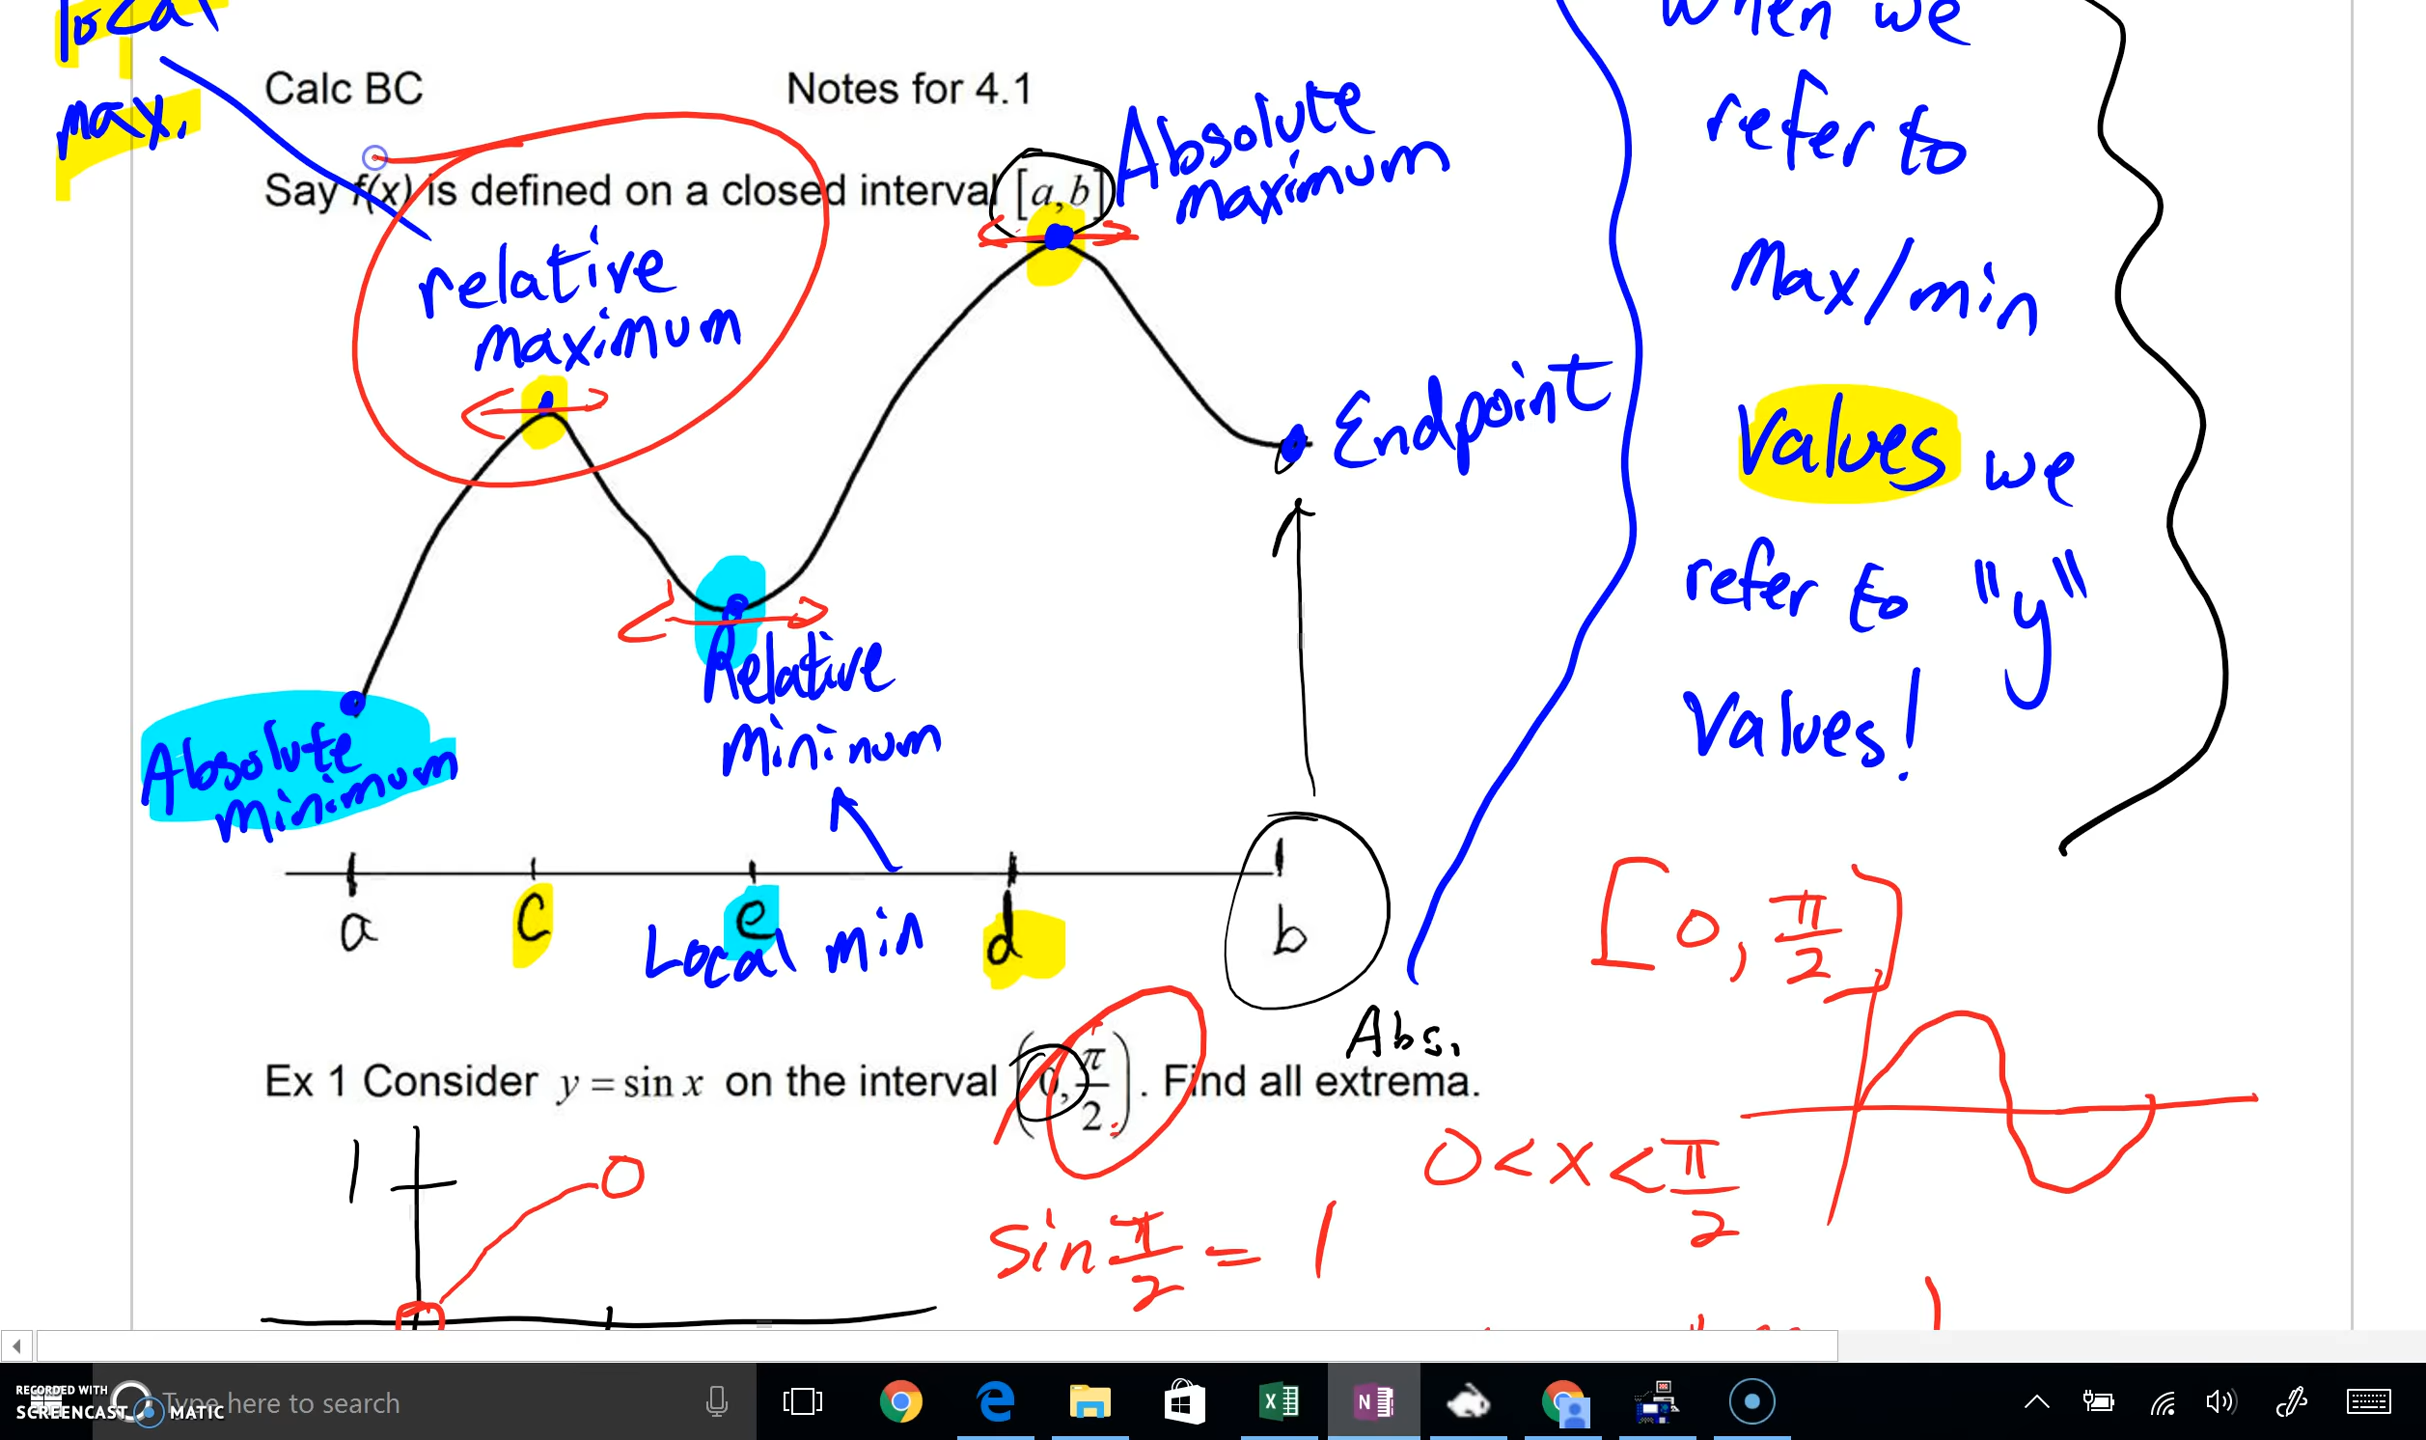 local
max.
Calc BC
Notes for 4.1
Say f(x) is defined on a closed interval [a,b]
Absolute
maximum
relative
maximum
Endpoint
Relative
Mininum
Absolute
minimum
a
c
e
d
b
Local min
When we
refer to
Max/min
Values we
refer to "y"
Values!
[0, π/2]
Abs.
Ex 1 Consider y = sin x on the interval (0, π/2). Find all extrema.
1
0 < x < π/2
sin π/2 = 1
RECORDED WITH
SCREENCAST MATIC
Type here to search